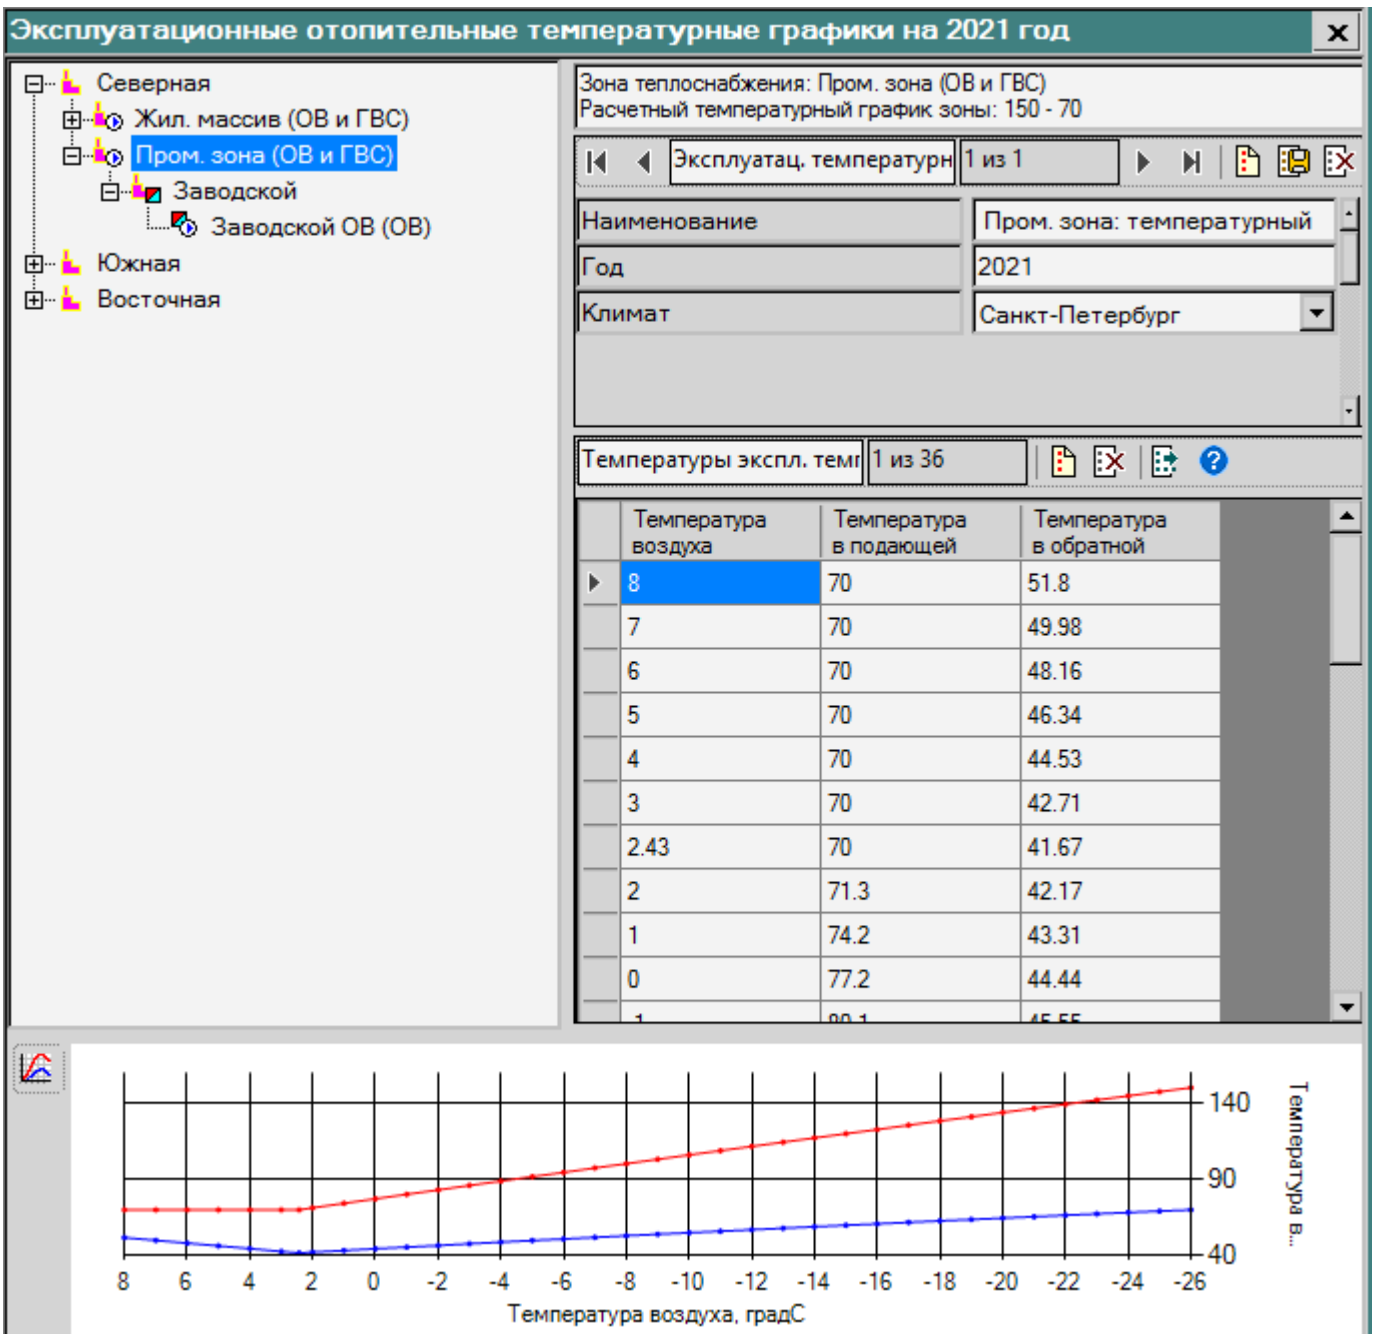 Эксплуатационные отопительные температурные графики на 2021 год
Северная
Жил. массив (ОВ и ГВС)
Пром. зона (ОВ и ГВС)
Заводской
Заводской ОВ (ОВ)
Южная
Восточная
Зона теплоснабжения: Пром. зона (ОВ и ГВС)
Расчетный температурный график зоны: 150 - 70
Эксплуатац. температурн 1 из 1
Наименование Пром. зона: температурный
Год 2021
Климат Санкт-Петербург
Температуры экспл. темп 1 из 36
Температура воздуха Температура в подающей Температура в обратной
8 70 51.8
7 70 49.98
6 70 48.16
5 70 46.34
4 70 44.53
3 70 42.71
2.43 70 41.67
2 71.3 42.17
1 74.2 43.31
0 77.2 44.44
-1 80.1 45.55
140
90
40
Температура в...
8 6 4 2 0 -2 -4 -6 -8 -10 -12 -14 -16 -18 -20 -22 -24 -26
Температура воздуха, градС